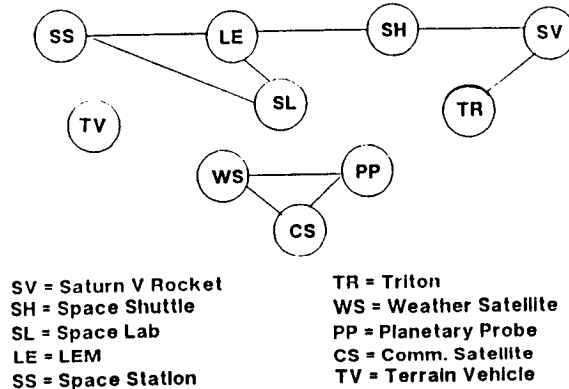 SS
LE
SH
SV
SL
TR
TV
WS
PP
CS
SV = Saturn V Rocket
SH = Space Shuttle
SL = Space Lab
LE = LEM
SS = Space Station
TR = Triton
WS = Weather Satellite
PP = Planetary Probe
CS = Comm. Satellite
TV = Terrain Vehicle